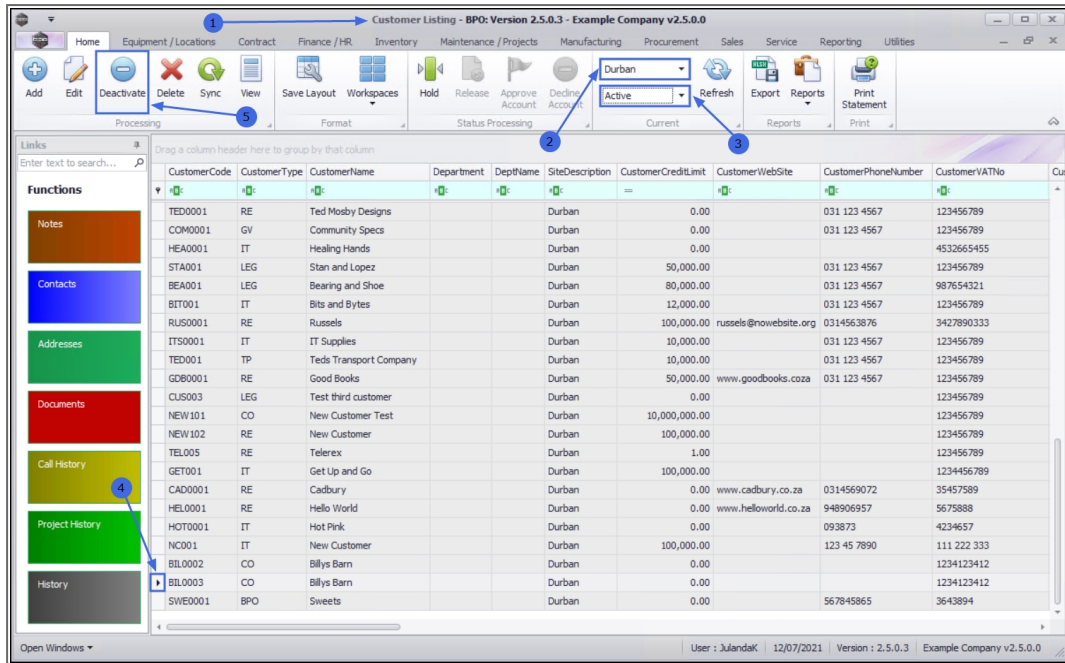 1
Customer Listing - BPO: Version 2.5.0.3 - Example Company v2.5.0.0
Home Equipment / Locations Contract Finance / HR Inventory Maintenance / Projects Manufacturing Procurement Sales Service Reporting Utilities
Add Edit Deactivate Delete Sync View Save Layout Workspaces Hold Release Approve Account Decline Account Durban Active Refresh Export Reports Print Statement
5 2 3
Processing Format Status Processing Current Reports Print
Links
Drag a column header here to group by that column
Enter text to search...
CustomerCode CustomerType CustomerName Department DeptName SiteDescription CustomerCreditLimit CustomerWebSite CustomerPhoneNumber CustomerVATNo Cus
Functions
TED0001 RE Ted Mosby Designs Durban 0.00 031 123 4567 123456789
Notes
COM0001 GV Community Specs Durban 0.00 031 123 4567 123456789
HEA0001 IT Healing Hands Durban 0.00 4532665455
STA001 LEG Stan and Lopez Durban 50,000.00 031 123 4567 123456789
Contacts
BEA001 LEG Bearing and Shoe Durban 80,000.00 031 123 4567 987654321
BIT001 IT Bits and Bytes Durban 12,000.00 031 123 4567 123456789
RUS0001 RE Russels Durban 100,000.00 russels@nowebsite.org 0314563876 3427890333
Addresses
ITS0001 IT IT Supplies Durban 10,000.00 031 123 4567 123456789
TED001 TP Teds Transport Company Durban 10,000.00 031 123 4567 123456789
GDB0001 RE Good Books Durban 50,000.00 www.goodbooks.coza 031 123 4567 123456789
Documents
CUS003 LEG Test third customer Durban 0.00 123456789
NEW101 CO New Customer Test Durban 10,000,000.00 123456789
NEW102 RE New Customer Durban 100,000.00 123456789
TEL005 RE Telerex Durban 1.00 123456789
Call History
GET001 IT Get Up and Go Durban 100,000.00 1234456789
4
CAD0001 RE Cadbury Durban 0.00 www.cadbury.co.za 0314569072 35457589
HEL0001 RE Hello World Durban 0.00 www.helloworld.co.za 948906957 5675888
Project History
HOT0001 IT Hot Pink Durban 0.00 093873 4234657
NC001 IT New Customer Durban 100,000.00 123 45 7890 111 222 333
BIL0002 CO Billys Barn Durban 0.00 1234123412
History
BIL0003 CO Billys Barn Durban 0.00 1234123412
SWE0001 BPO Sweets Durban 0.00 567845865 3643894
Open Windows User : JulandaK 12/07/2021 Version : 2.5.0.3 Example Company v2.5.0.0